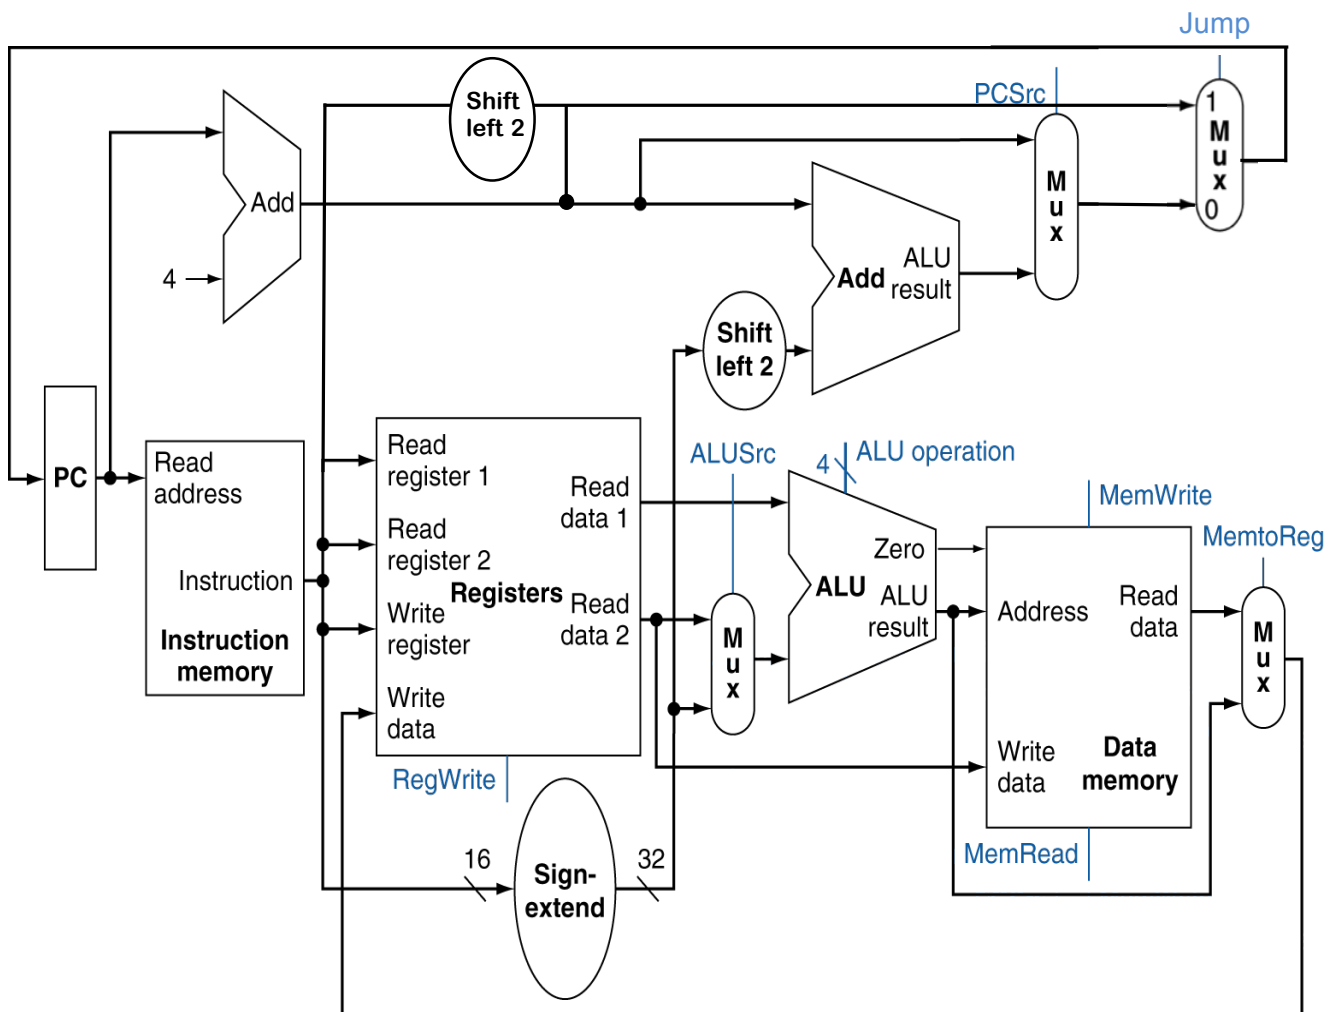 Jump
Shift
left 2
PCSrc
1
M
u
x
0
M
u
x
Add
4
Add
ALU
result
Shift
left 2
PC
Read
address
Instruction
Instruction
memory
Read
register 1
Read
register 2
Write
register
Write
data
Registers
Read
data 1
Read
data 2
RegWrite
ALUSrc
M
u
x
4
ALU operation
Zero
ALU
ALU
result
MemWrite
Address
Read
data
Write
data
Data
memory
MemRead
MemtoReg
M
u
x
16
Sign-
extend
32